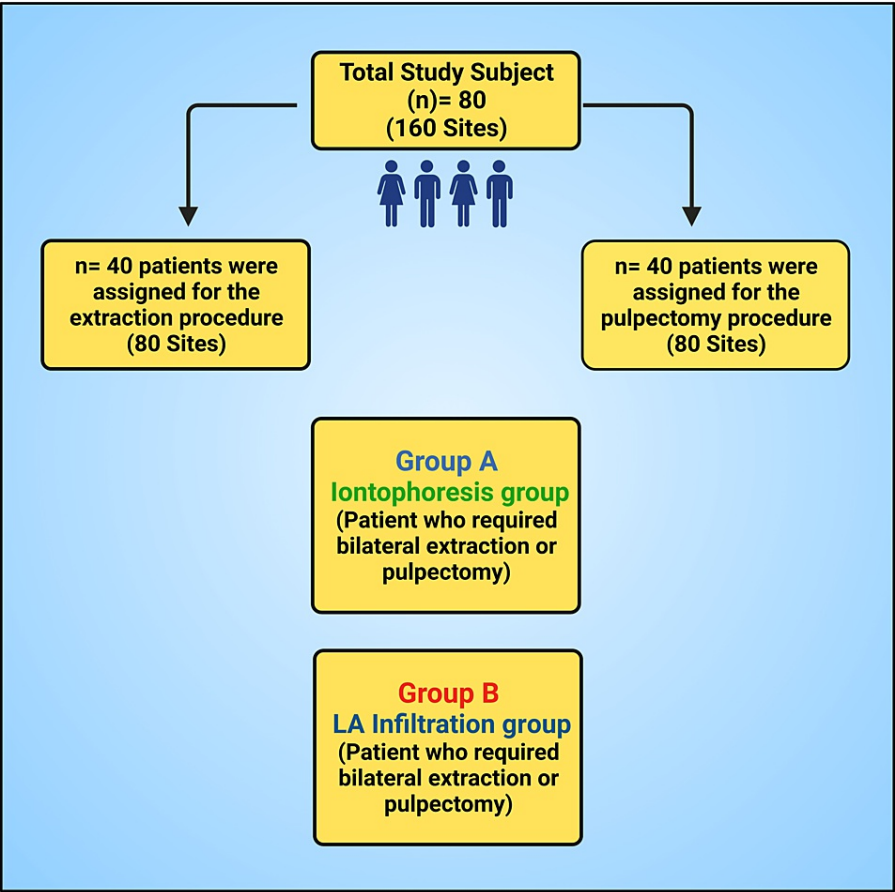 Total Study Subject
(n)= 80
(160 Sites)
n= 40 patients were
assigned for the
extraction procedure
(80 Sites)
n= 40 patients were
assigned for the
pulpectomy procedure
(80 Sites)
Group A
Iontophoresis group
(Patient who required
bilateral extraction or
pulpectomy)
Group B
LA Infiltration group
(Patient who required
bilateral extraction or
pulpectomy)